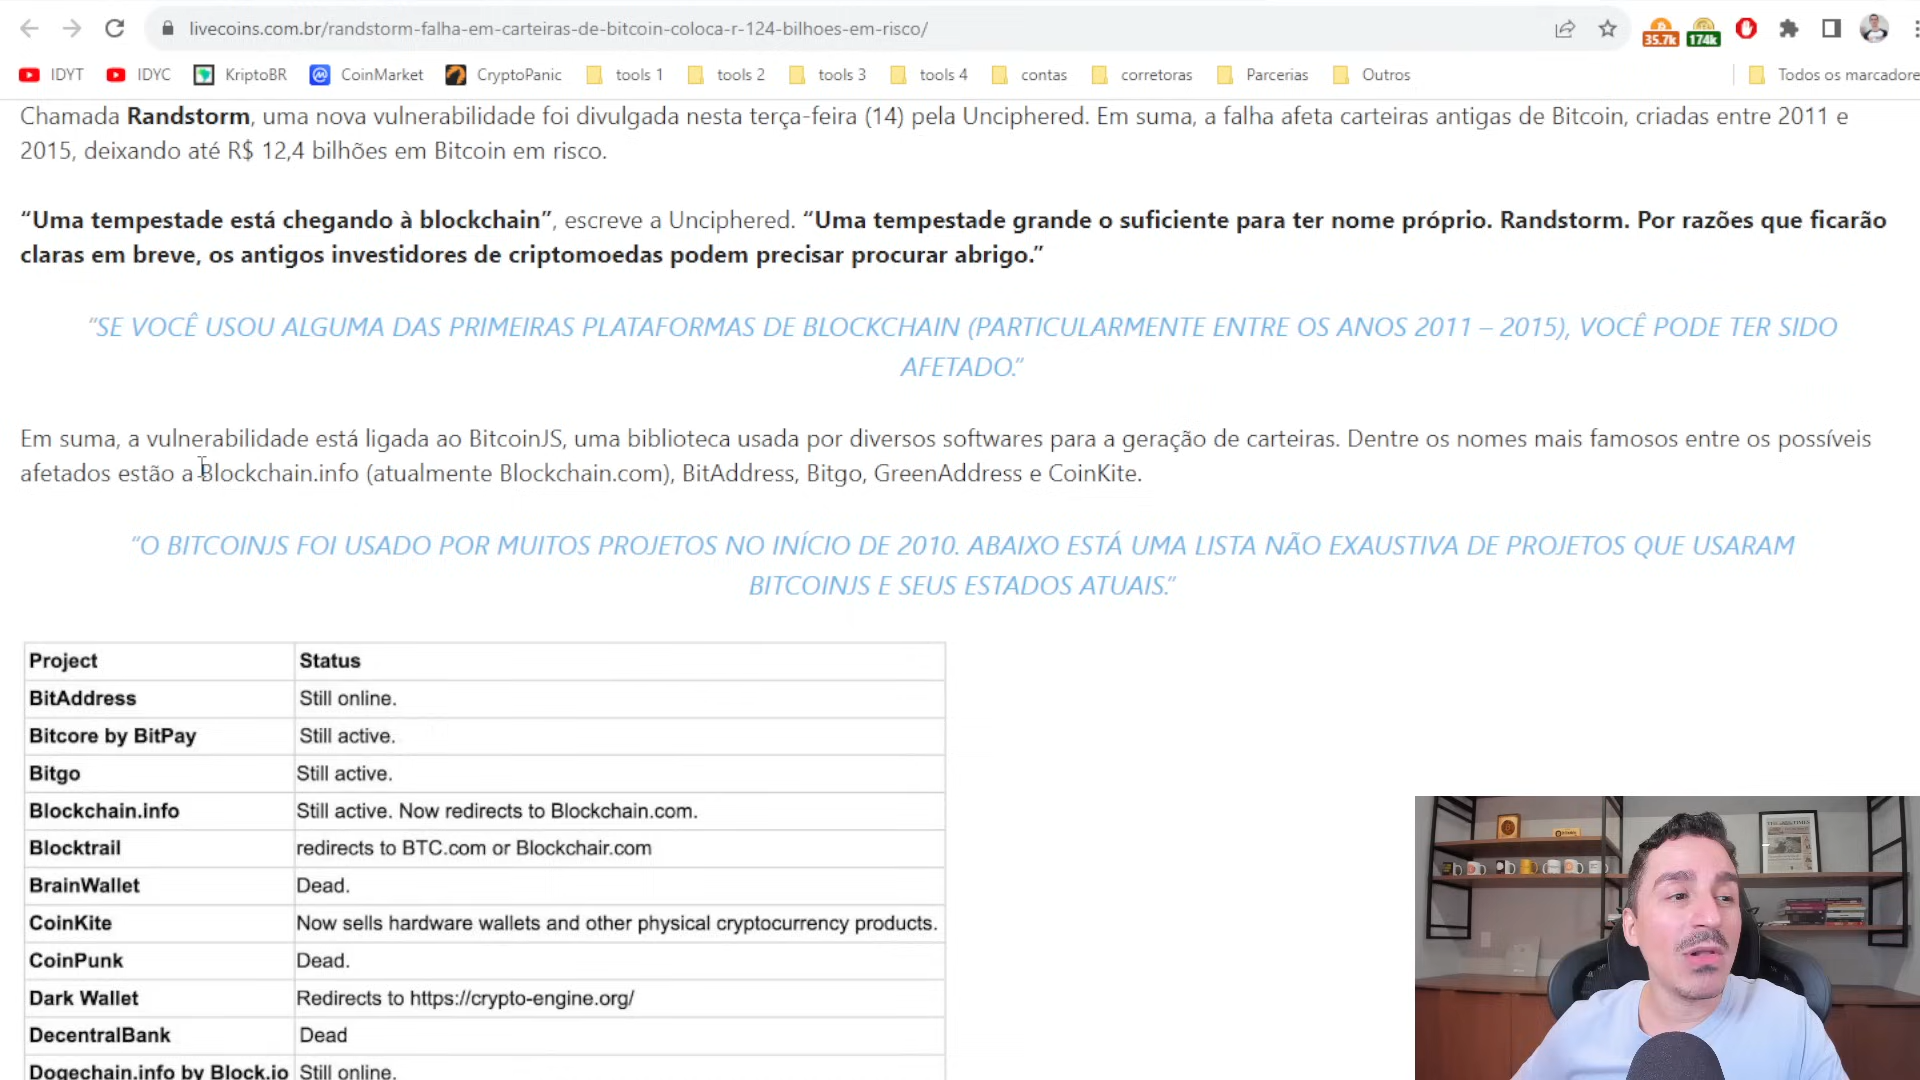 livecoins.com.br/randstorm-falha-em-carteiras-de-bitcoin-coloca-r-124-bilhoes-em-risco/
35.7k
174k
IDYT
IDYC
KriptoBR
CoinMarket
CryptoPanic
tools 1
tools 2
tools 3
tools 4
contas
corretoras
Parcerias
Outros
Todos os marcadore
Chamada Randstorm, uma nova vulnerabilidade foi divulgada nesta terça-feira (14) pela Unciphered. Em suma, a falha afeta carteiras antigas de Bitcoin, criadas entre 2011 e
2015, deixando até R$ 12,4 bilhões em Bitcoin em risco.
“Uma tempestade está chegando à blockchain”, escreve a Unciphered. “Uma tempestade grande o suficiente para ter nome próprio. Randstorm. Por razões que ficarão
claras em breve, os antigos investidores de criptomoedas podem precisar procurar abrigo.”
“SE VOCÊ USOU ALGUMA DAS PRIMEIRAS PLATAFORMAS DE BLOCKCHAIN (PARTICULARMENTE ENTRE OS ANOS 2011 – 2015), VOCÊ PODE TER SIDO
AFETADO.”
Em suma, a vulnerabilidade está ligada ao BitcoinJS, uma biblioteca usada por diversos softwares para a geração de carteiras. Dentre os nomes mais famosos entre os possíveis
afetados estão a Blockchain.info (atualmente Blockchain.com), BitAddress, Bitgo, GreenAddress e CoinKite.
“O BITCOINJS FOI USADO POR MUITOS PROJETOS NO INÍCIO DE 2010. ABAIXO ESTÁ UMA LISTA NÃO EXAUSTIVA DE PROJETOS QUE USARAM
BITCOINJS E SEUS ESTADOS ATUAIS.”
Project Status
BitAddress Still online.
Bitcore by BitPay Still active.
Bitgo Still active.
Blockchain.info Still active. Now redirects to Blockchain.com.
Blocktrail redirects to BTC.com or Blockchair.com
BrainWallet Dead.
CoinKite Now sells hardware wallets and other physical cryptocurrency products.
CoinPunk Dead.
Dark Wallet Redirects to https://crypto-engine.org/
DecentralBank Dead
Dogechain.info by Block.io Still online.